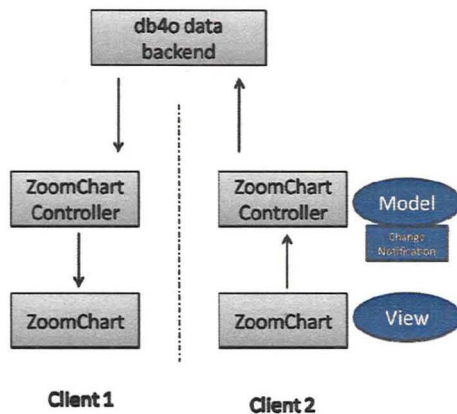 db4o data
backend
ZoomChart
Controller
ZoomChart
Controller
Model
Change
Notification
ZoomChart
ZoomChart
View
Client 1
Client 2